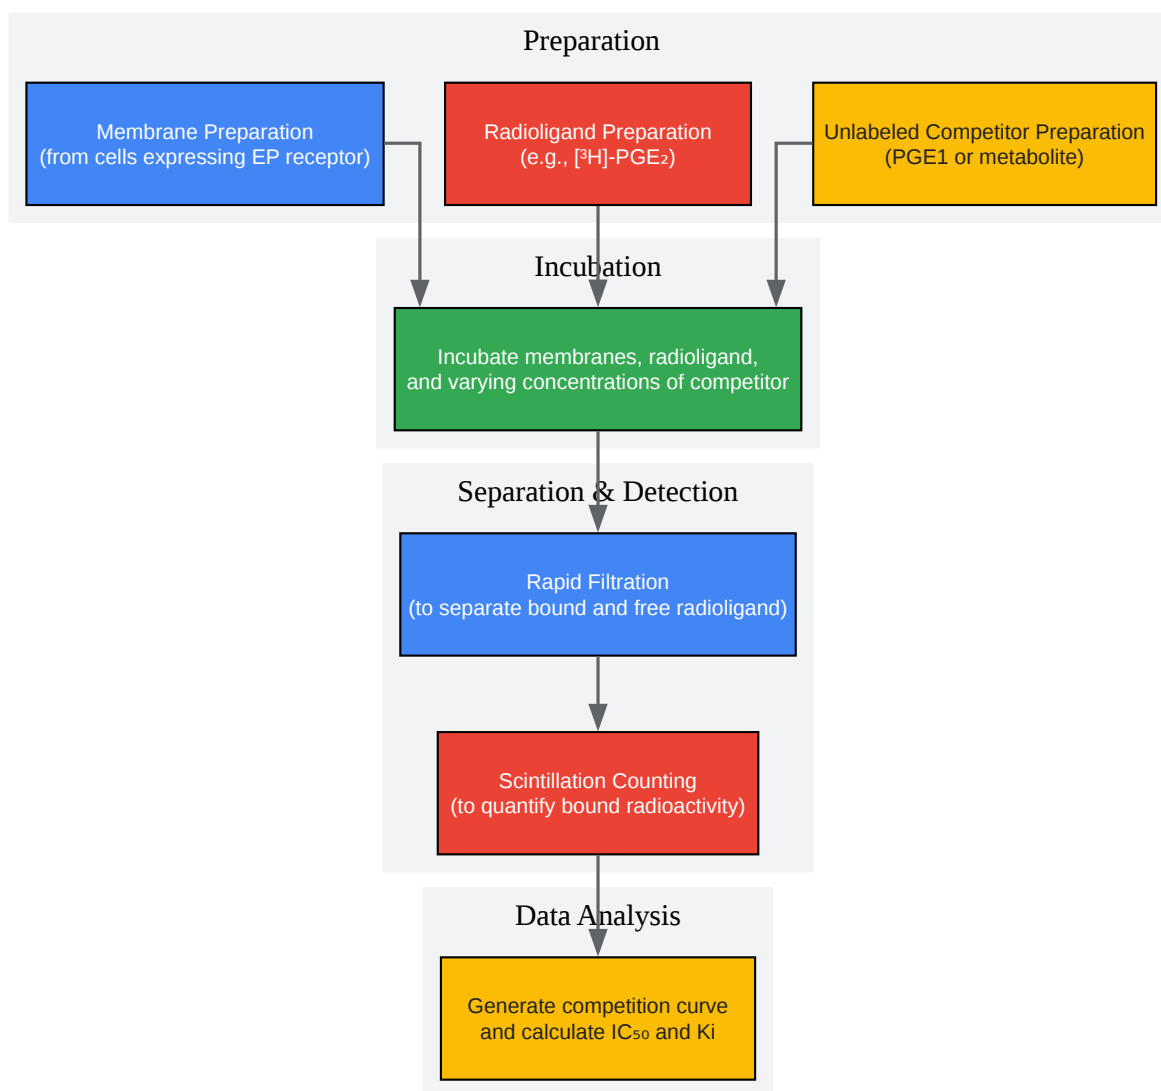 Preparation
Membrane Preparation
(from cells expressing EP receptor)
Radioligand Preparation
(e.g., [³H]-PGE₂)
Unlabeled Competitor Preparation
(PGE1 or metabolite)
Incubation
Incubate membranes, radioligand,
and varying concentrations of competitor
Separation & Detection
Rapid Filtration
(to separate bound and free radioligand)
Scintillation Counting
(to quantify bound radioactivity)
Data Analysis
Generate competition curve
and calculate IC₅₀ and Ki